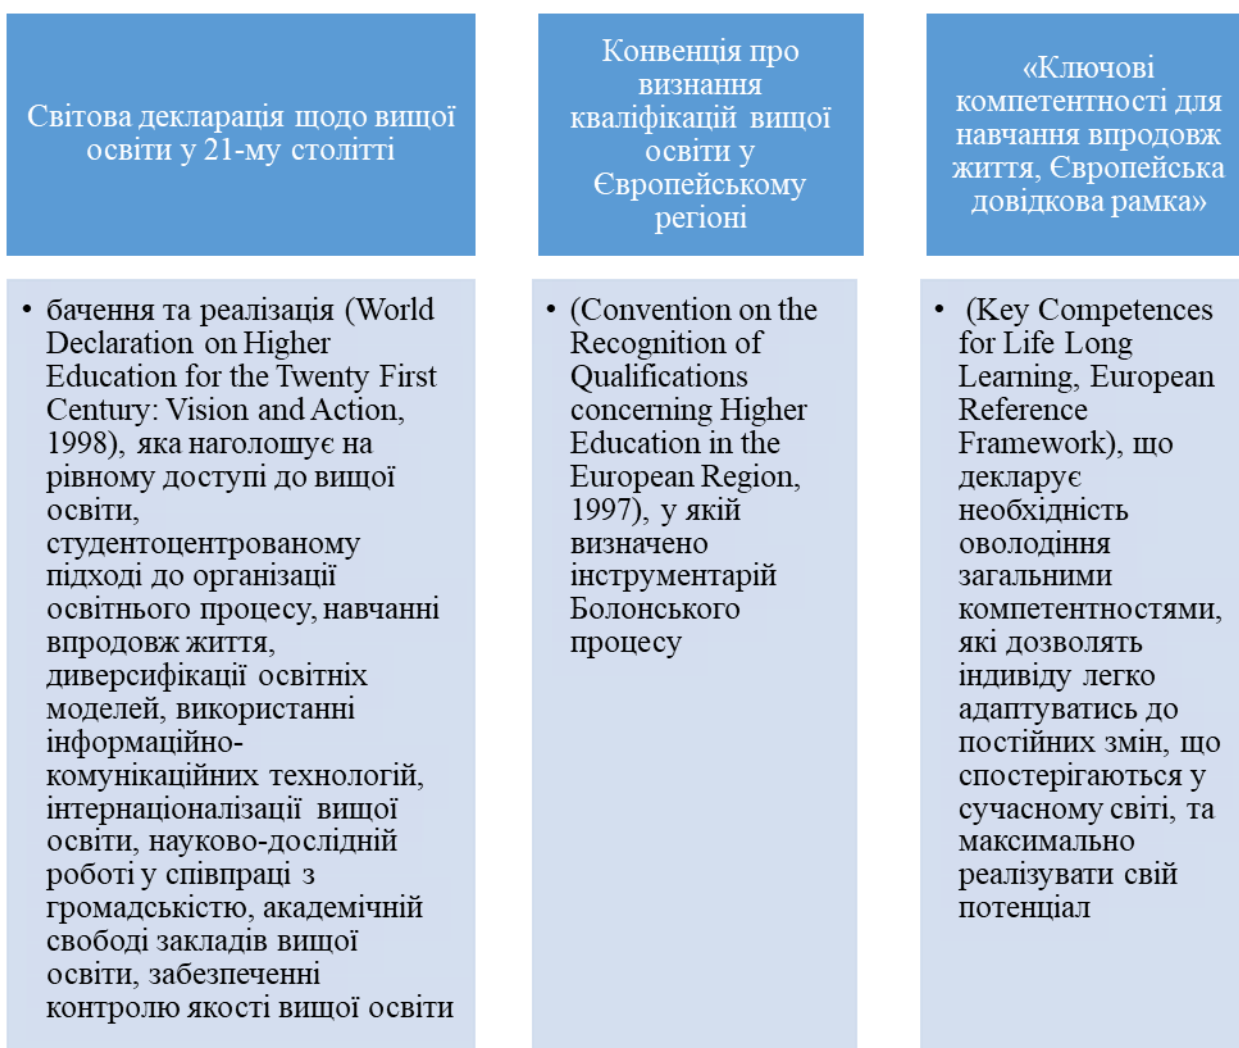 Світова декларація щодо вищої
освіти у 21-му столітті
• бачення та реалізація (World
Declaration on Higher
Education for the Twenty First
Century: Vision and Action,
1998), яка наголошує на
рівному доступі до вищої
освіти,
студентоцентрованому
підході до організації
освітнього процесу, навчанні
впродовж життя,
диверсифікації освітніх
моделей, використанні
інформаційно-
комунікаційних технологій,
інтернаціоналізації вищої
освіти, науково-дослідній
роботі у співпраці з
громадськістю, академічній
свободі закладів вищої
освіти, забезпеченні
контролю якості вищої освіти
Конвенція про
визнання
кваліфікацій вищої
освіти у
Європейському
регіоні
• (Convention on the
Recognition of
Qualifications
concerning Higher
Education in the
European Region,
1997), у якій
визначено
інструментарій
Болонського
процесу
«Ключові
компетентності для
навчання впродовж
життя, Європейська
довідкова рамка»
• (Key Competences
for Life Long
Learning, European
Reference
Framework), що
декларує
необхідність
оволодіння
загальними
компетентностями,
які дозволять
індивіду легко
адаптуватись до
постійних змін, що
спостерігаються у
сучасному світі, та
максимально
реалізувати свій
потенціал